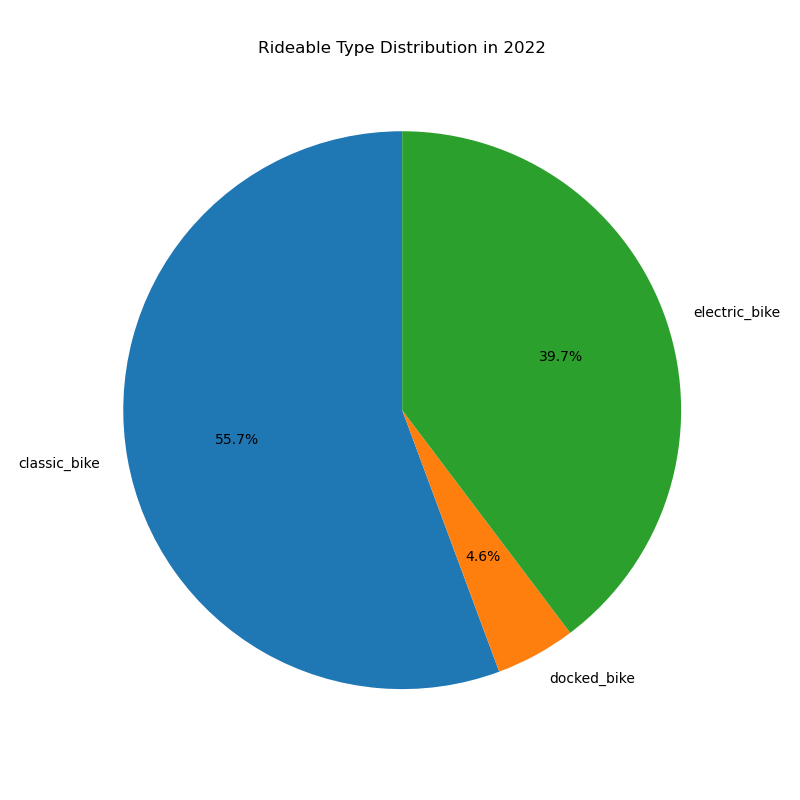 Rideable Type Distribution in 2022
electric_bike
39.7%
55.7%
classic_bike
4.6%
docked_bike